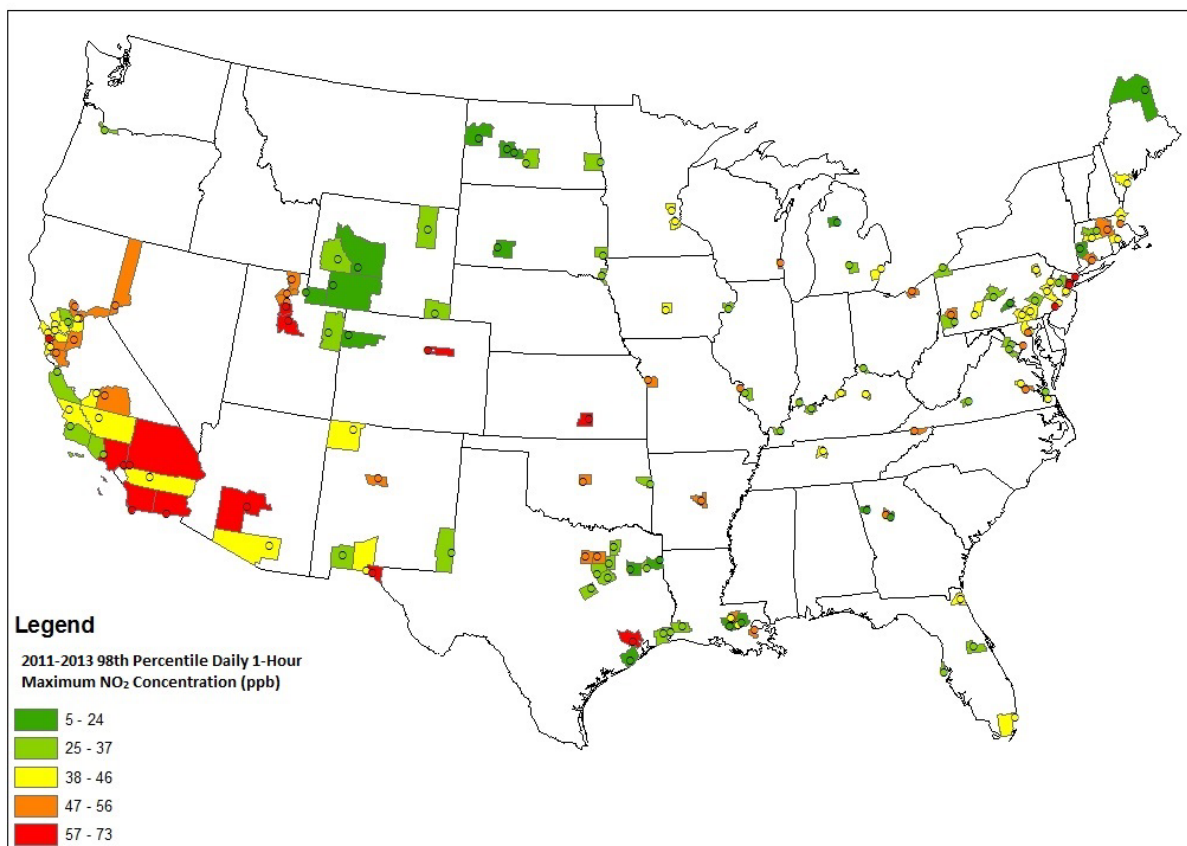 Legend
2011-2013 98th Percentile Daily 1-Hour
Maximum NO₂ Concentration (ppb)
5 - 24
25 - 37
38 - 46
47 - 56
57 - 73